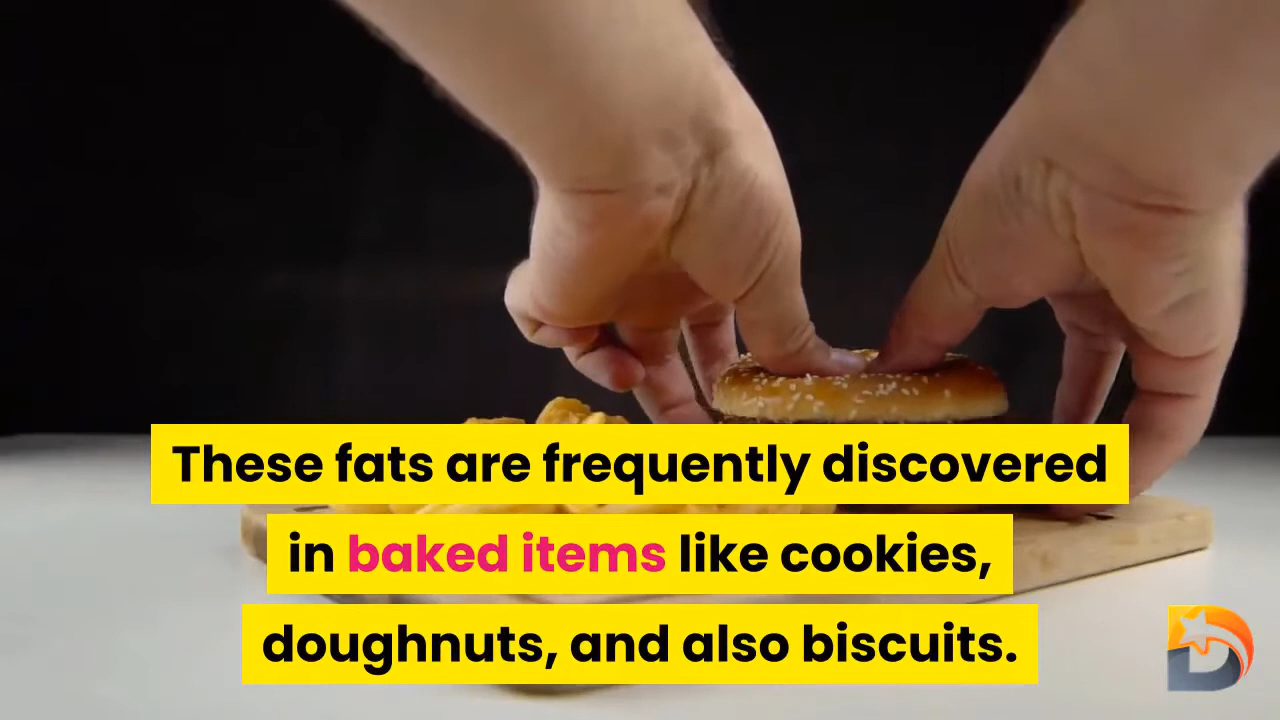 These fats are frequently discovered
in baked items like cookies,
doughnuts, and also biscuits.
D